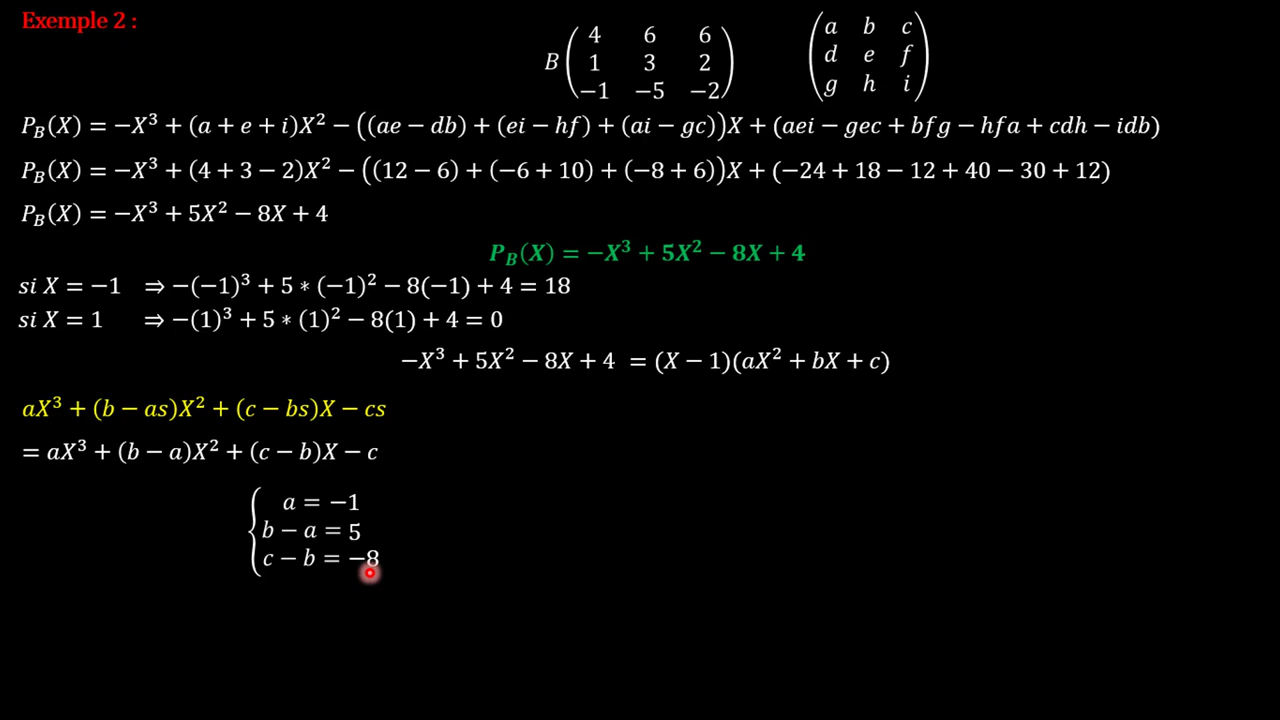 Exemple 2 :
B ( 4 6 6 ) ( a b c )
1 3 2 d e f
−1 −5 −2 g h i
P_B(X) = −X³ + (a + e + i)X² − ((ae − db) + (ei − hf) + (ai − gc))X + (aei − gec + bfg − hfa + cdh − idb)
P_B(X) = −X³ + (4 + 3 − 2)X² − ((12 − 6) + (−6 + 10) + (−8 + 6))X + (−24 + 18 − 12 + 40 − 30 + 12)
P_B(X) = −X³ + 5X² − 8X + 4
P_B(X) = −X³ + 5X² − 8X + 4
si X = −1 ⇒ −(−1)³ + 5 ∗ (−1)² − 8(−1) + 4 = 18
si X = 1 ⇒ −(1)³ + 5 ∗ (1)² − 8(1) + 4 = 0
−X³ + 5X² − 8X + 4 = (X − 1)(aX² + bX + c)
aX³ + (b − as)X² + (c − bs)X − cs
= aX³ + (b − a)X² + (c − b)X − c
{ a = −1
b − a = 5
c − b = −8